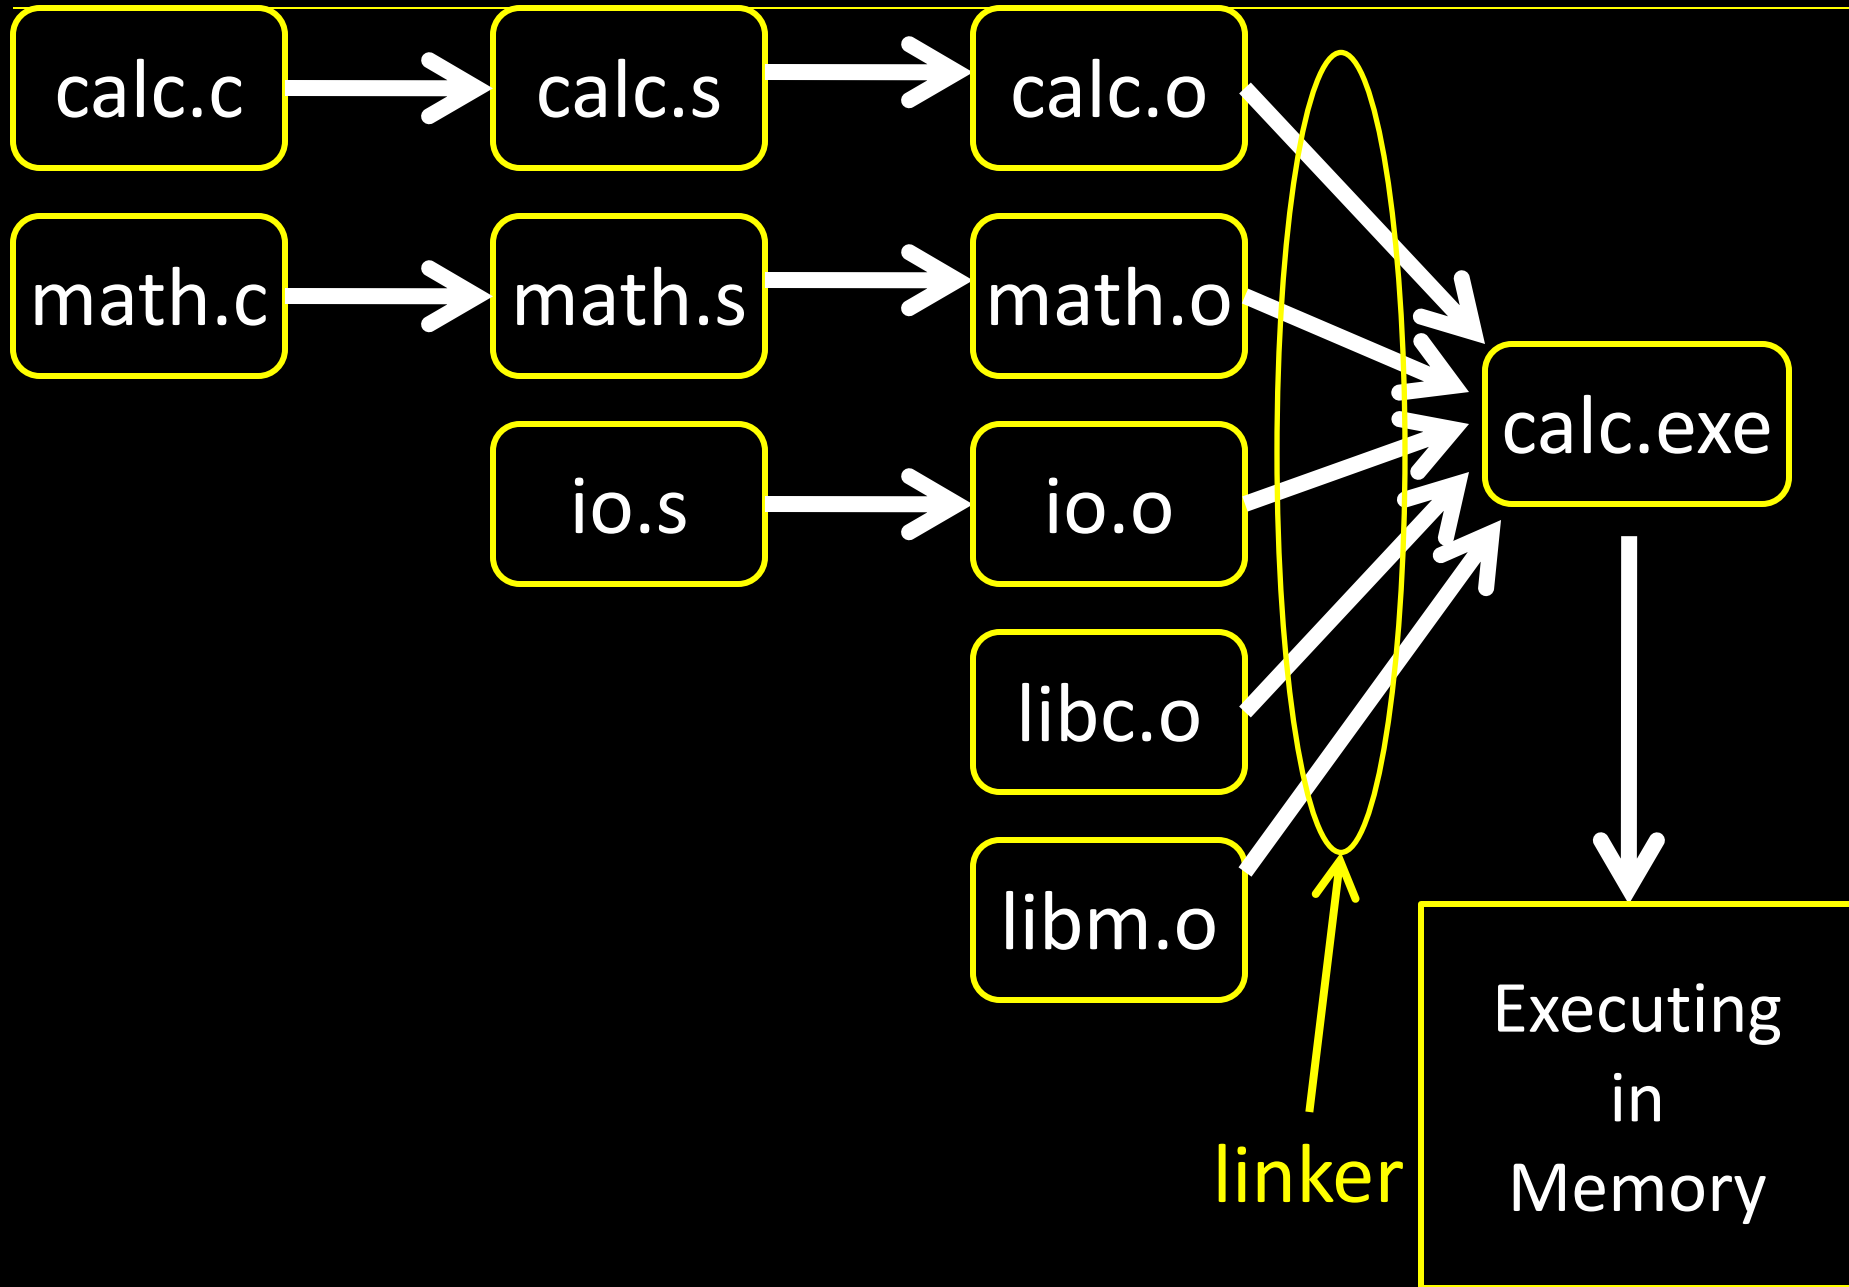 calc.c
calc.s
calc.o
math.c
math.s
math.o
calc.exe
io.s
io.o
libc.o
libm.o
linker
Executing
in
Memory